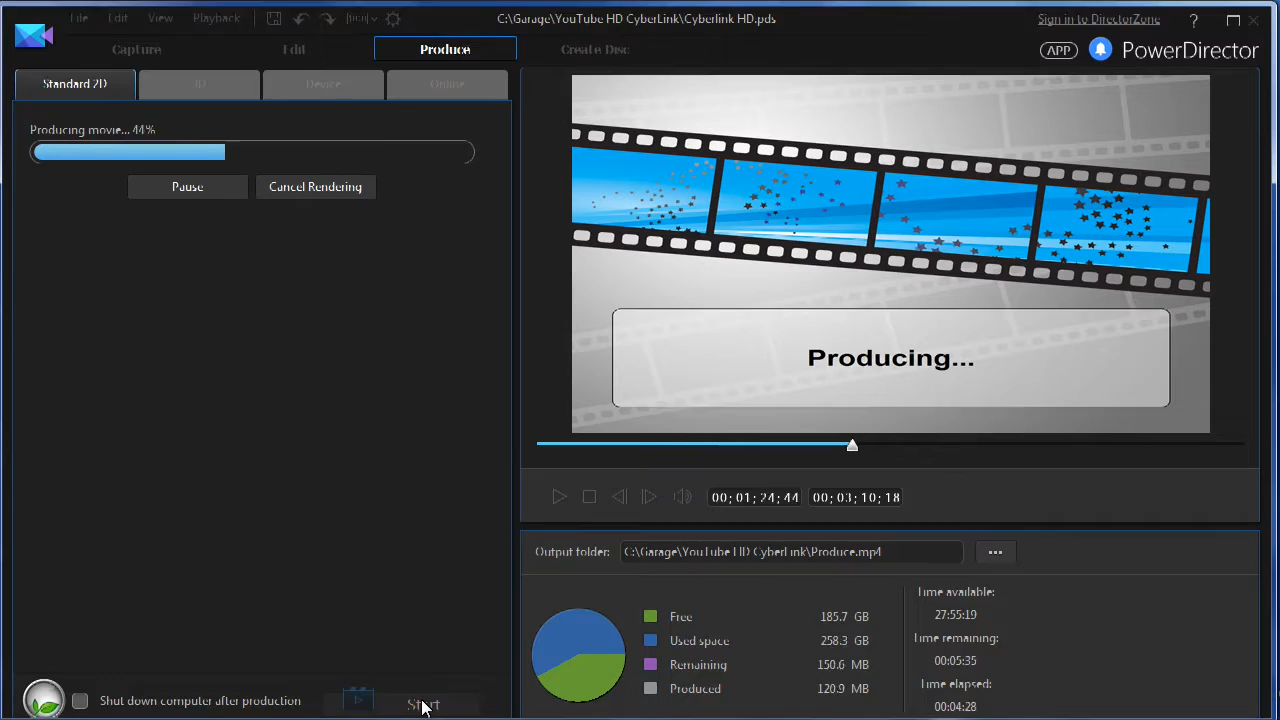 File Edit View Playback
C:\Garage\YouTube HD CyberLink\Cyberlink HD.pds
Sign in to DirectorZone ?
Capture Edit Produce Create Disc
APP PowerDirector
Standard 2D 3D Device Online
Producing movie... 44%
Pause Cancel Rendering
Producing...
00;01;24;44 00;03;10;18
Output folder: C:\Garage\YouTube HD CyberLink\Produce.mp4 ...
Free 185.7 GB
Used space 258.3 GB
Remaining 150.6 MB
Produced 120.9 MB
Time available:
27:55:19
Time remaining:
00:05:35
Time elapsed:
00:04:28
Shut down computer after production Start